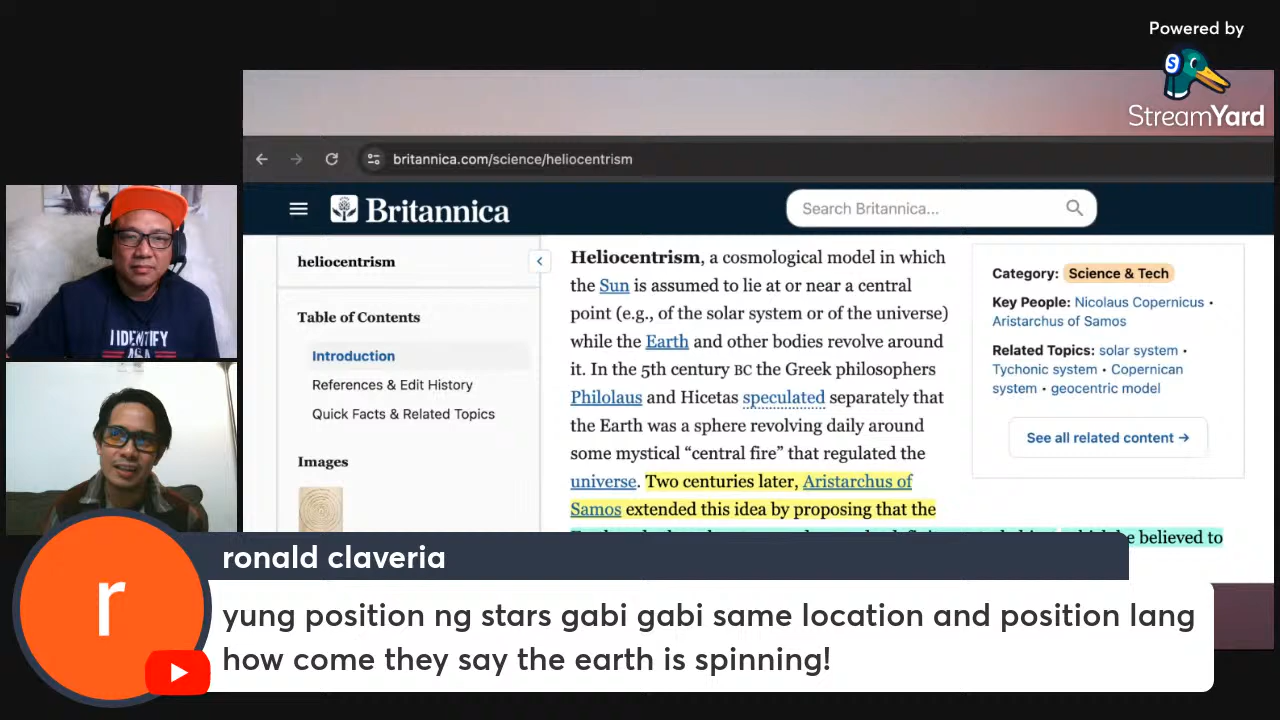 Powered by
StreamYard
britannica.com/science/heliocentrism
Britannica
Search Britannica...
heliocentrism
Table of Contents
Introduction
References & Edit History
Quick Facts & Related Topics
Images
Heliocentrism, a cosmological model in which
the Sun is assumed to lie at or near a central
point (e.g., of the solar system or of the universe)
while the Earth and other bodies revolve around
it. In the 5th century BC the Greek philosophers
Philolaus and Hicetas speculated separately that
the Earth was a sphere revolving daily around
some mystical “central fire” that regulated the
universe. Two centuries later, Aristarchus of
Samos extended this idea by proposing that the
he believed to
Category: Science & Tech
Key People: Nicolaus Copernicus •
Aristarchus of Samos
Related Topics: solar system •
Tychonic system • Copernican
system • geocentric model
See all related content →
I IDENTIFY
r
ronald claveria
yung position ng stars gabi gabi same location and position lang
how come they say the earth is spinning!